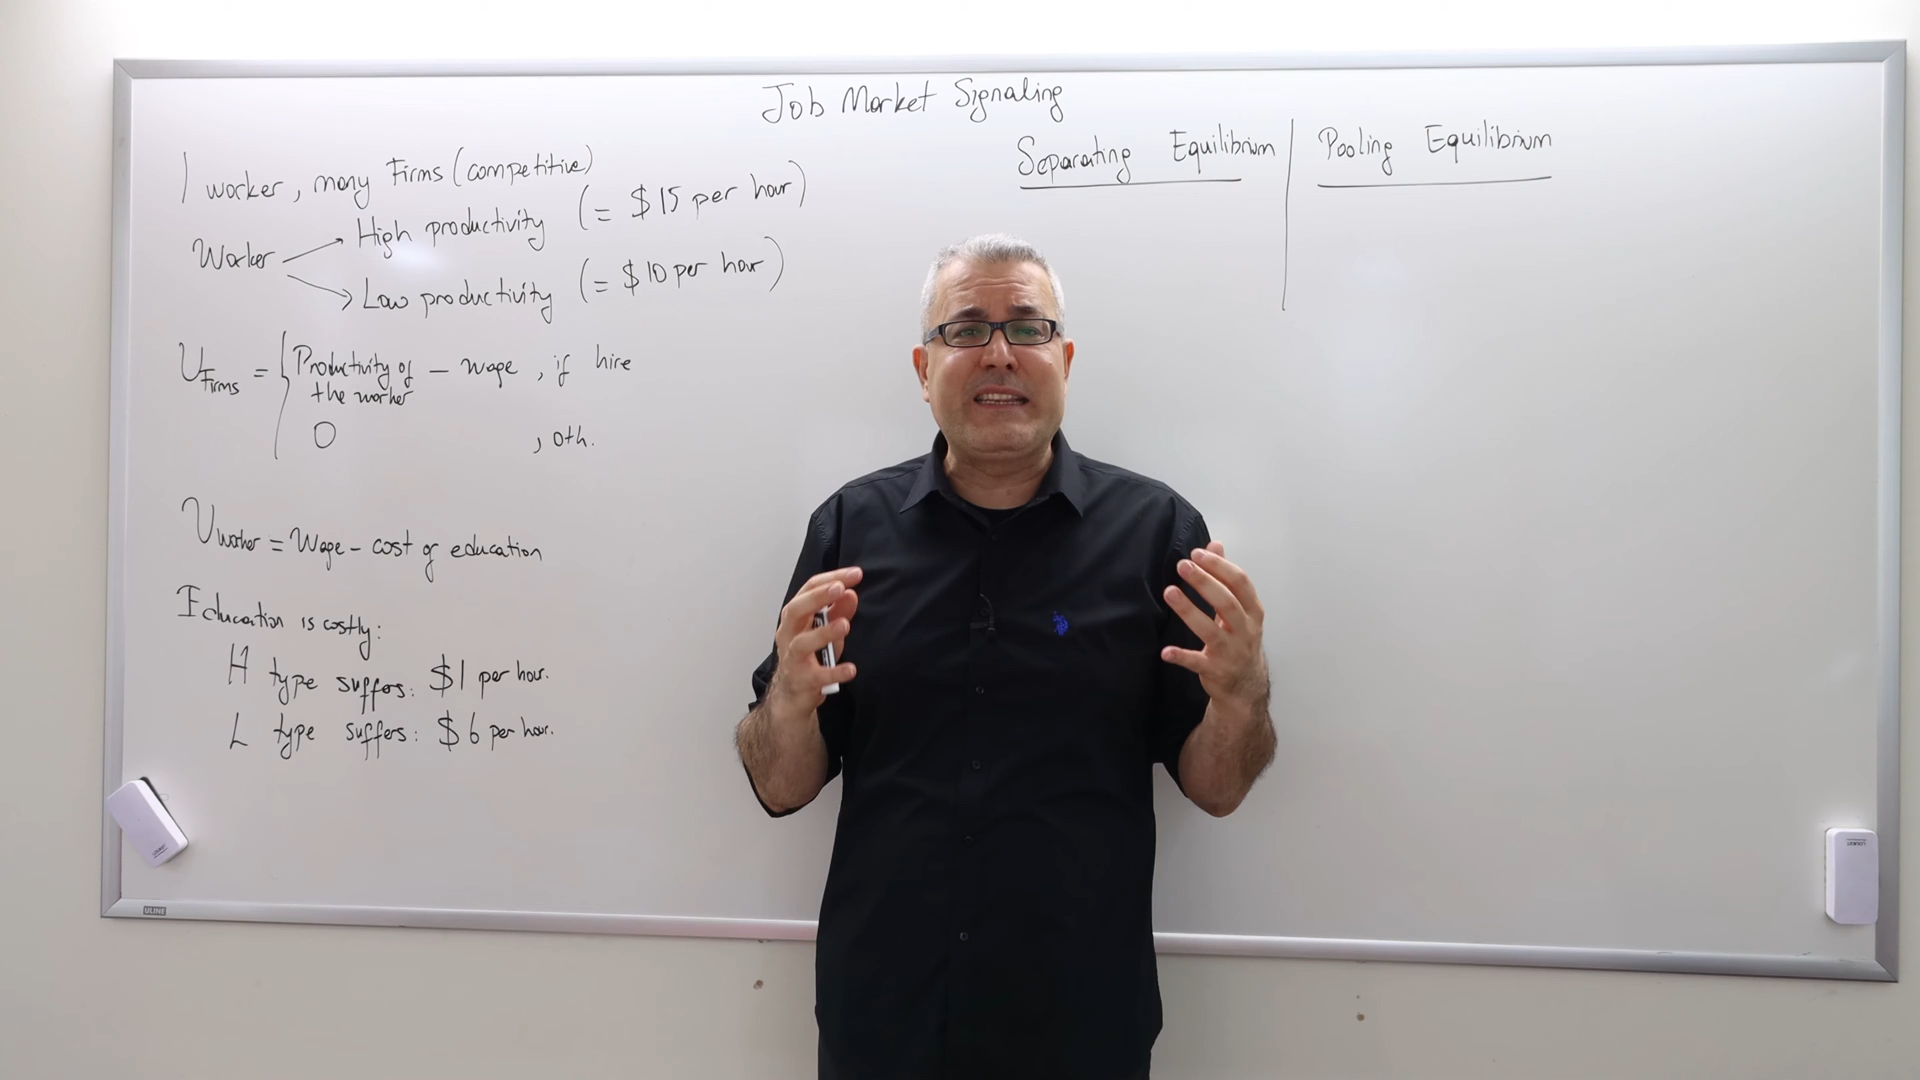 Job Market Signaling
1 worker, many Firms (competitive)
Worker
High productivity (= $15 per hour)
Low productivity (= $10 per hour)
U Firms = { Productivity of the worker - wage, if hire
0 , oth.
U worker = Wage - cost of education
Education is costly:
H type suffers: $1 per hour.
L type suffers: $6 per hour.
Separating Equilibrium
Pooling Equilibrium
ULINE